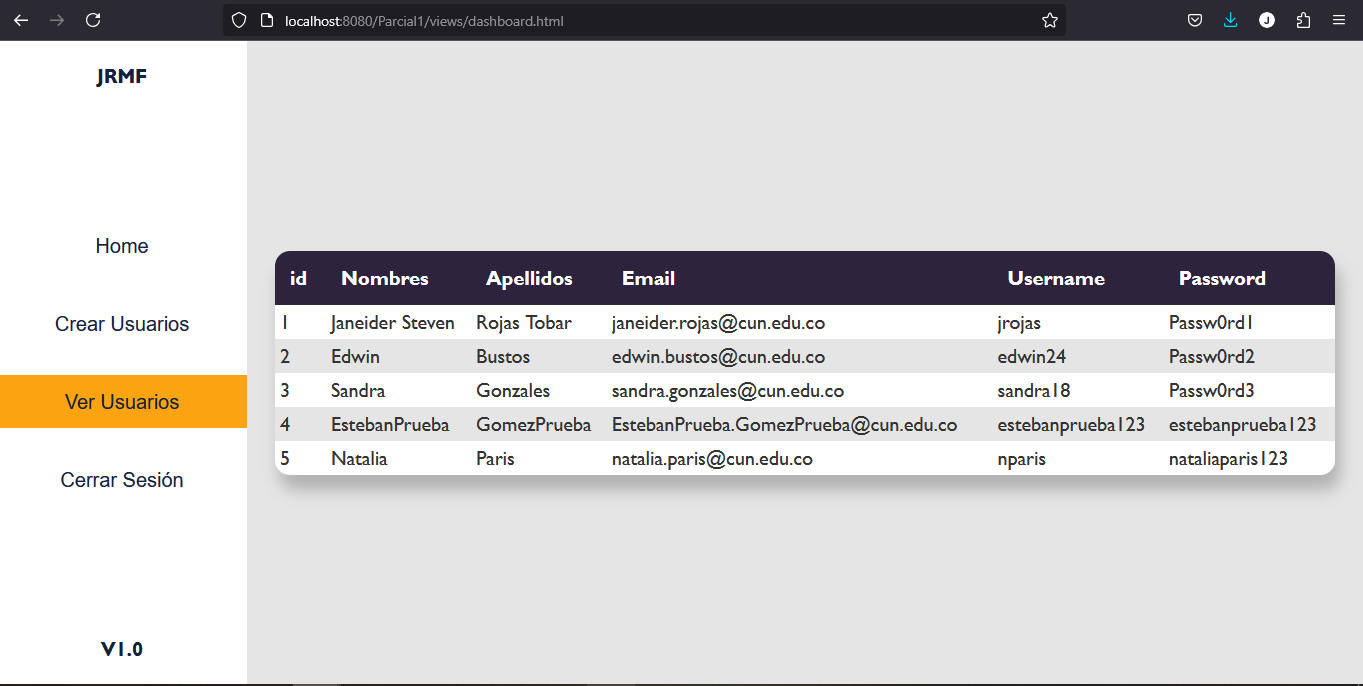 localhost:8080/Parcial1/views/dashboard.html
J
JRMF
Home
Crear Usuarios
Ver Usuarios
Cerrar Sesión
V1.0
id Nombres Apellidos Email Username Password
1 Janeider Steven Rojas Tobar janeider.rojas@cun.edu.co jrojas Passw0rd1
2 Edwin Bustos edwin.bustos@cun.edu.co edwin24 Passw0rd2
3 Sandra Gonzales sandra.gonzales@cun.edu.co sandra18 Passw0rd3
4 EstebanPrueba GomezPrueba EstebanPrueba.GomezPrueba@cun.edu.co estebanprueba123 estebanprueba123
5 Natalia Paris natalia.paris@cun.edu.co nparis nataliaparis123